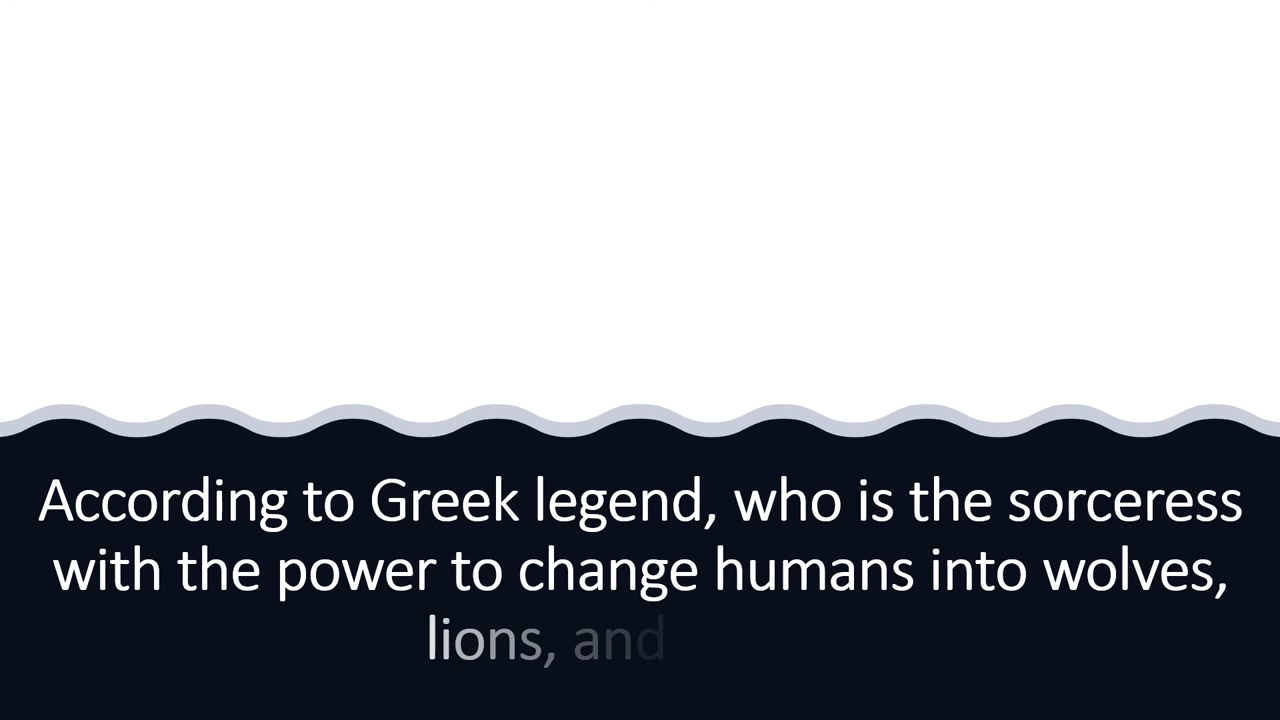 According to Greek legend, who is the sorceress
with the power to change humans into wolves,
lions, and